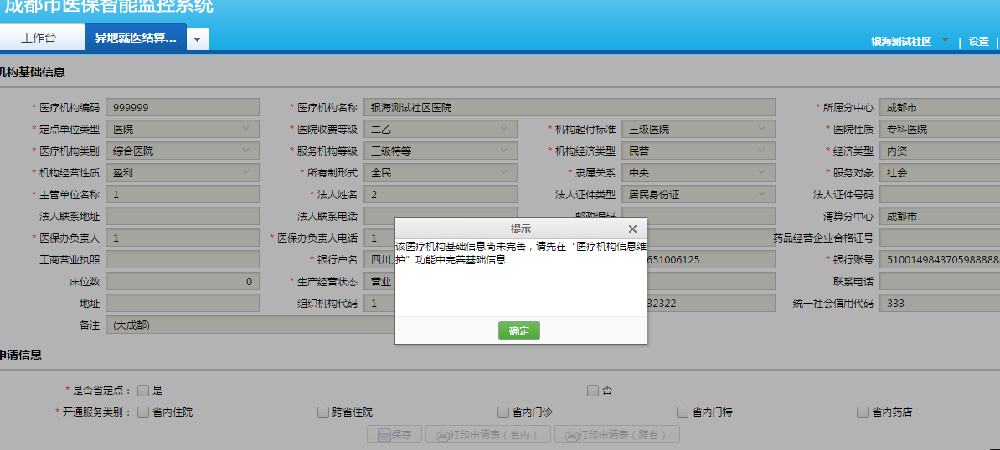 成都市医保智能监控系统
工作台 异地就医结算... 银海测试社区 | 设置 |
机构基础信息
* 医疗机构编码 999999 * 医疗机构名称 银海测试社区医院 * 所属分中心 成都市
* 定点单位类型 医院 * 医院收费等级 二乙 * 机构起付标准 三级医院 * 医院性质 专科医院
* 医疗机构类别 综合医院 * 服务机构等级 三级特等 * 机构经济类型 民营 * 经济类型 内资
* 机构经营性质 盈利 * 所有制形式 全民 * 隶属关系 中央 * 服务对象 社会
* 主管单位名称 1 * 法人姓名 2 法人证件类型 居民身份证 法人证件号码
法人联系地址 法人联系电话 邮政编码 清算分中心 成都市
* 医保办负责人 1 * 医保办负责人电话 1 药品经营企业合格证号
工商营业执照 * 银行户名 四川 651006125 * 银行账号 5100149843705988888
床位数 0 * 生产经营状态 营业 联系电话
地址 组织机构代码 1 32322 统一社会信用代码 333
备注 (大成都)
提示
该医疗机构基础信息尚未完善，请先在“医疗机构信息维
护”功能中完善基础信息
确定
申请信息
* 是否省定点： 是 否
* 开通服务类别： 省内住院 跨省住院 省内门诊 省内门特 省内药店
保存 打印申请表（省内） 打印申请表（跨省）